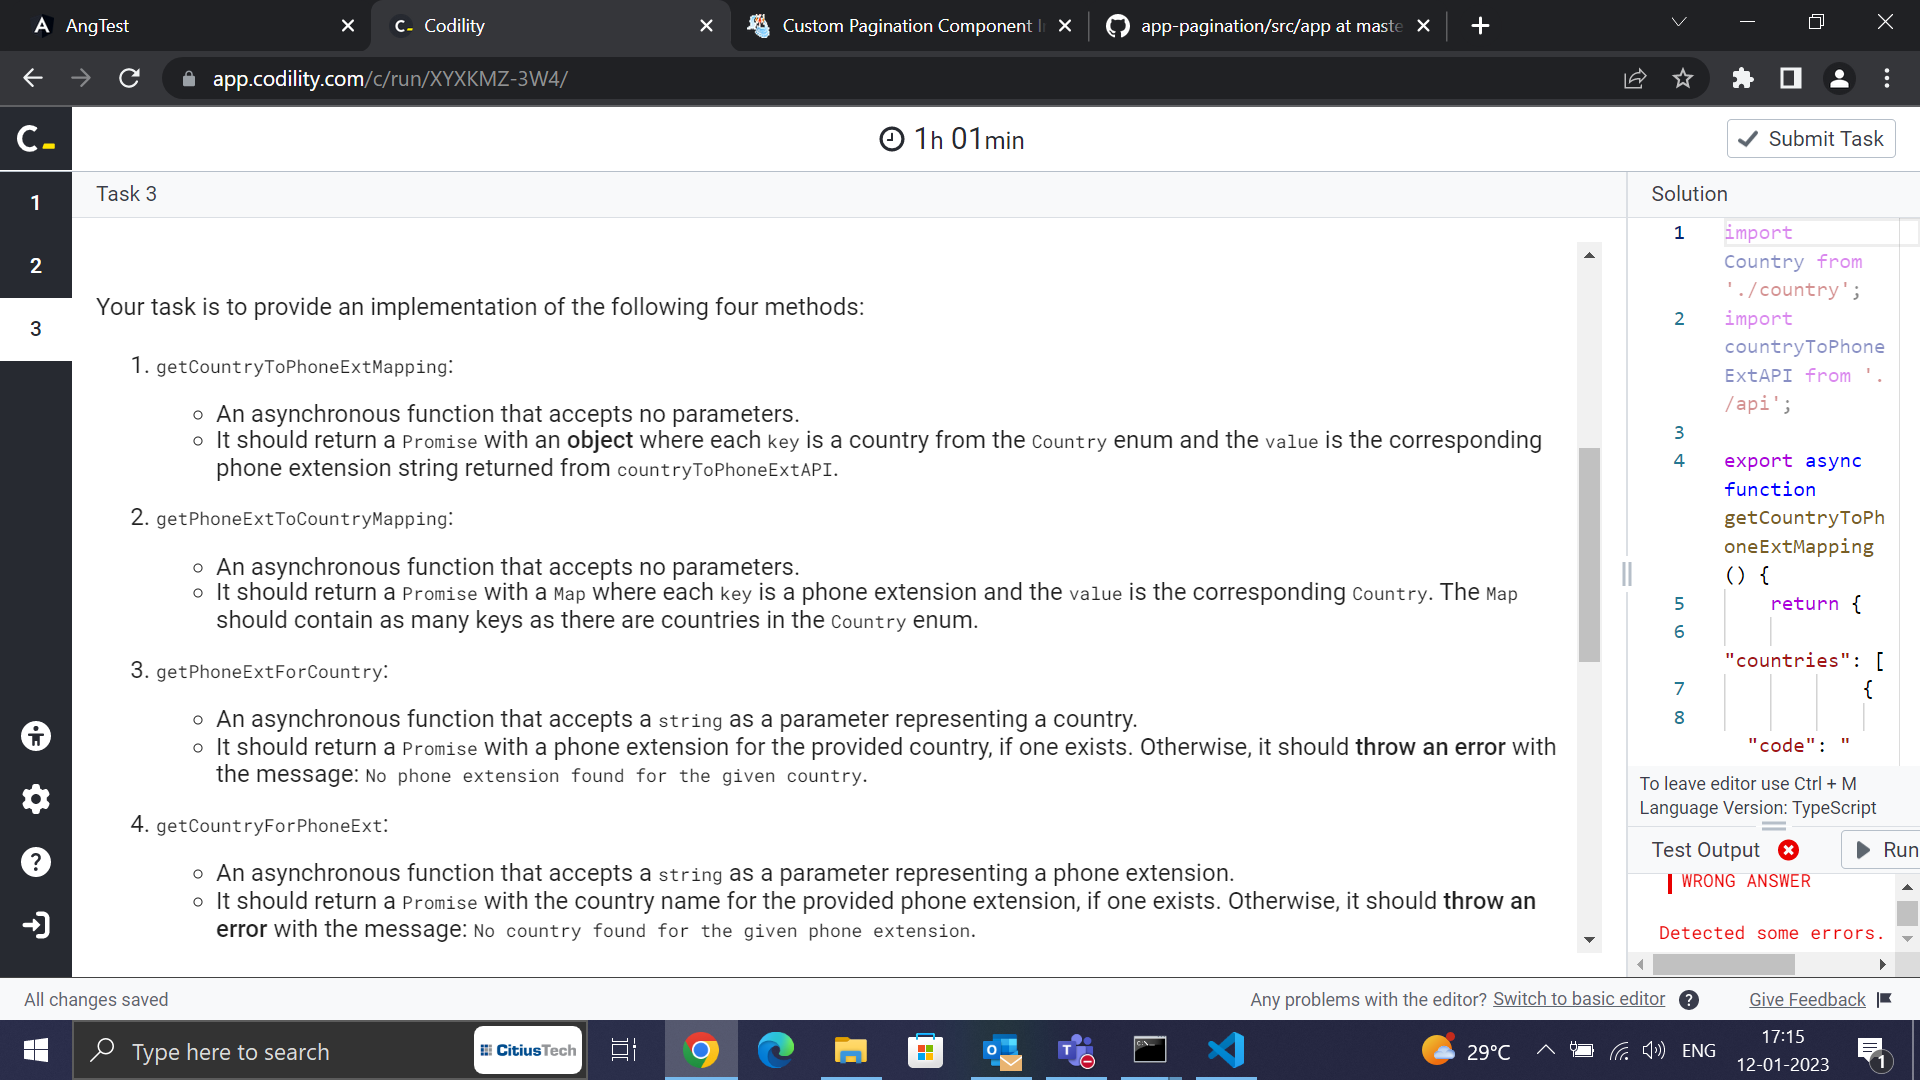 AngTest
Codility
Custom Pagination Component I
app-pagination/src/app at maste
app.codility.com/c/run/XYXKMZ-3W4/
C
1h 01min
Submit Task
1
2
3
Task 3
Solution
Your task is to provide an implementation of the following four methods:
1. getCountryToPhoneExtMapping:
An asynchronous function that accepts no parameters.
It should return a Promise with an object where each key is a country from the Country enum and the value is the corresponding
phone extension string returned from countryToPhoneExtAPI.
2. getPhoneExtToCountryMapping:
An asynchronous function that accepts no parameters.
It should return a Promise with a Map where each key is a phone extension and the value is the corresponding Country. The Map
should contain as many keys as there are countries in the Country enum.
3. getPhoneExtForCountry:
An asynchronous function that accepts a string as a parameter representing a country.
It should return a Promise with a phone extension for the provided country, if one exists. Otherwise, it should throw an error with
the message: No phone extension found for the given country.
4. getCountryForPhoneExt:
An asynchronous function that accepts a string as a parameter representing a phone extension.
It should return a Promise with the country name for the provided phone extension, if one exists. Otherwise, it should throw an
error with the message: No country found for the given phone extension.
1 import
Country from
'./country';
2 import
countryToPhone
ExtAPI from '.
/api';
3
4 export async
function
getCountryToPh
oneExtMapping
() {
5 return {
6
"countries": [
7 {
8
"code": "
To leave editor use Ctrl + M
Language Version: TypeScript
Test Output
Run
WRONG ANSWER
Detected some errors.
All changes saved
Any problems with the editor? Switch to basic editor
Give Feedback
Type here to search
CitiusTech
29°C
ENG
17:15
12-01-2023
1